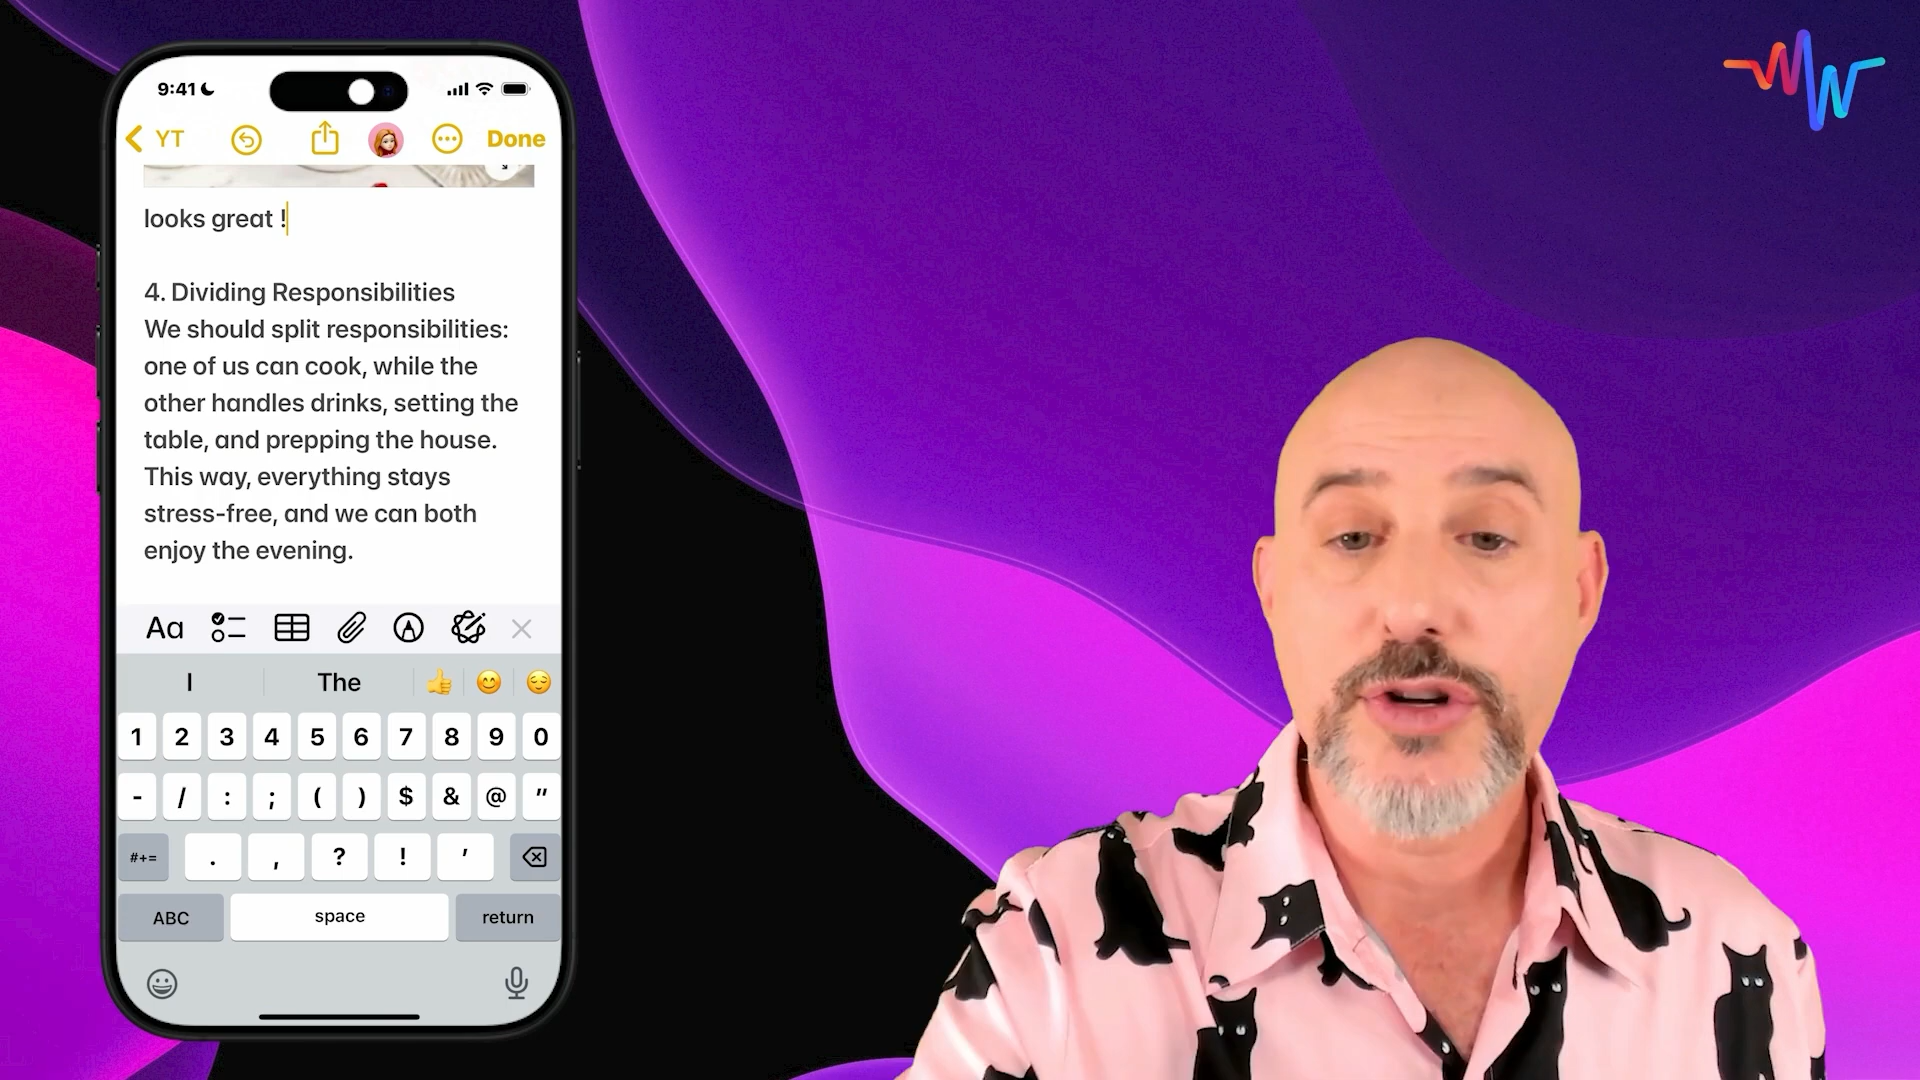 9:41
YT
Done
looks great !
4. Dividing Responsibilities
We should split responsibilities:
one of us can cook, while the
other handles drinks, setting the
table, and prepping the house.
This way, everything stays
stress-free, and we can both
enjoy the evening.
Aa
I The
1 2 3 4 5 6 7 8 9 0
- / : ; ( ) $ & @ "
#+= . , ? ! '
ABC space return